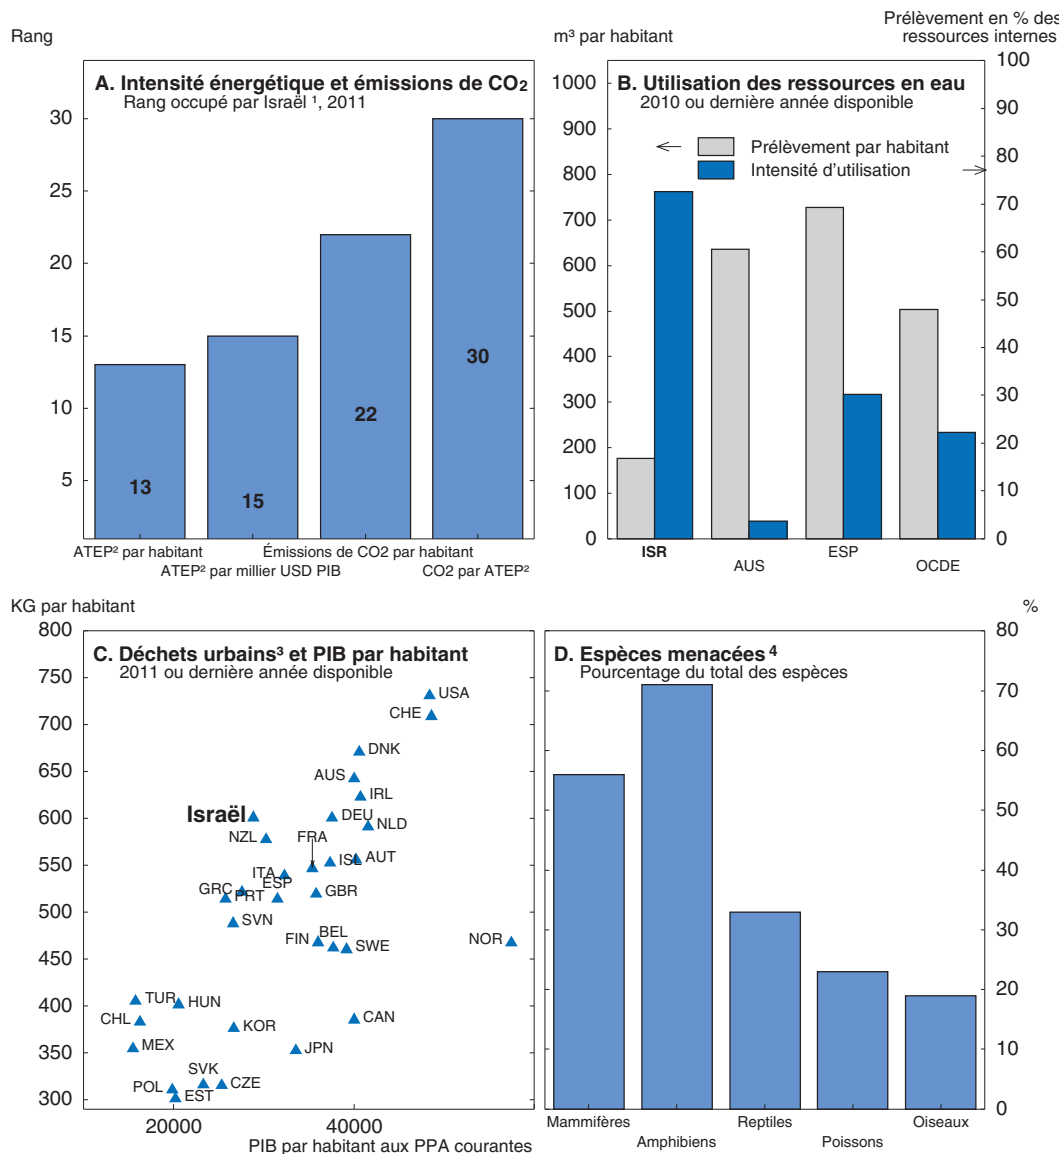 Rang
A. Intensité énergétique et émissions de CO2
Rang occupé par Israël ¹, 2011
30
25
20
15
10
5
13
15
22
30
ATEP² par habitant
Émissions de CO2 par habitant
ATEP² par millier USD PIB
CO2 par ATEP²
m³ par habitant
Prélèvement en % des
ressources internes
B. Utilisation des ressources en eau
2010 ou dernière année disponible
Prélèvement par habitant
Intensité d'utilisation
1000
900
800
700
600
500
400
300
200
100
0
100
90
80
70
60
50
40
30
20
10
0
ISR
ESP
AUS
OCDE
KG par habitant
C. Déchets urbains³ et PIB par habitant
2011 ou dernière année disponible
800
750
700
650
600
550
500
450
400
350
300
USA
CHE
DNK
AUS
IRL
Israël
DEU
NLD
NZL
FRA
ITA
ISL
AUT
GRC
PRT
ESP
GBR
SVN
FIN
BEL
SWE
NOR
TUR
HUN
CHL
KOR
CAN
MEX
JPN
POL
SVK
CZE
EST
20000
40000
PIB par habitant aux PPA courantes
%
D. Espèces menacées ⁴
Pourcentage du total des espèces
80
70
60
50
40
30
20
10
0
Mammifères
Reptiles
Oiseaux
Amphibiens
Poissons